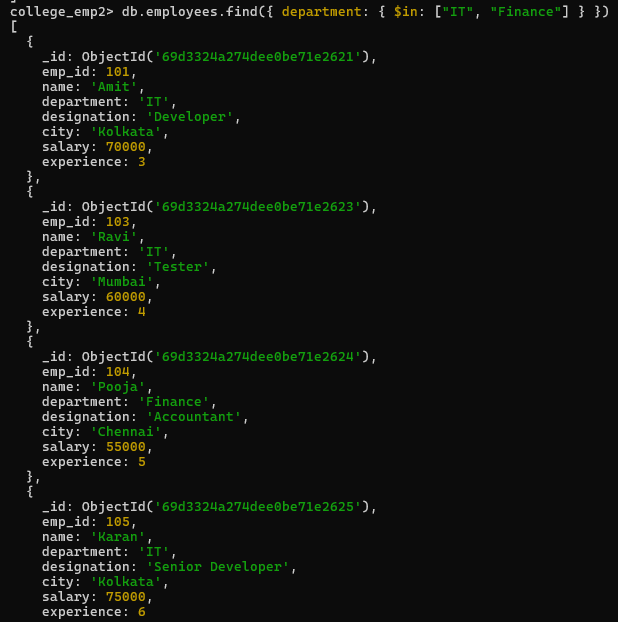 college_emp2> db.employees.find({ department: { $in: ["IT", "Finance"] } })
[
  {
    _id: ObjectId('69d3324a274dee0be71e2621'),
    emp_id: 101,
    name: 'Amit',
    department: 'IT',
    designation: 'Developer',
    city: 'Kolkata',
    salary: 70000,
    experience: 3
  },
  {
    _id: ObjectId('69d3324a274dee0be71e2623'),
    emp_id: 103,
    name: 'Ravi',
    department: 'IT',
    designation: 'Tester',
    city: 'Mumbai',
    salary: 60000,
    experience: 4
  },
  {
    _id: ObjectId('69d3324a274dee0be71e2624'),
    emp_id: 104,
    name: 'Pooja',
    department: 'Finance',
    designation: 'Accountant',
    city: 'Chennai',
    salary: 55000,
    experience: 5
  },
  {
    _id: ObjectId('69d3324a274dee0be71e2625'),
    emp_id: 105,
    name: 'Karan',
    department: 'IT',
    designation: 'Senior Developer',
    city: 'Kolkata',
    salary: 75000,
    experience: 6